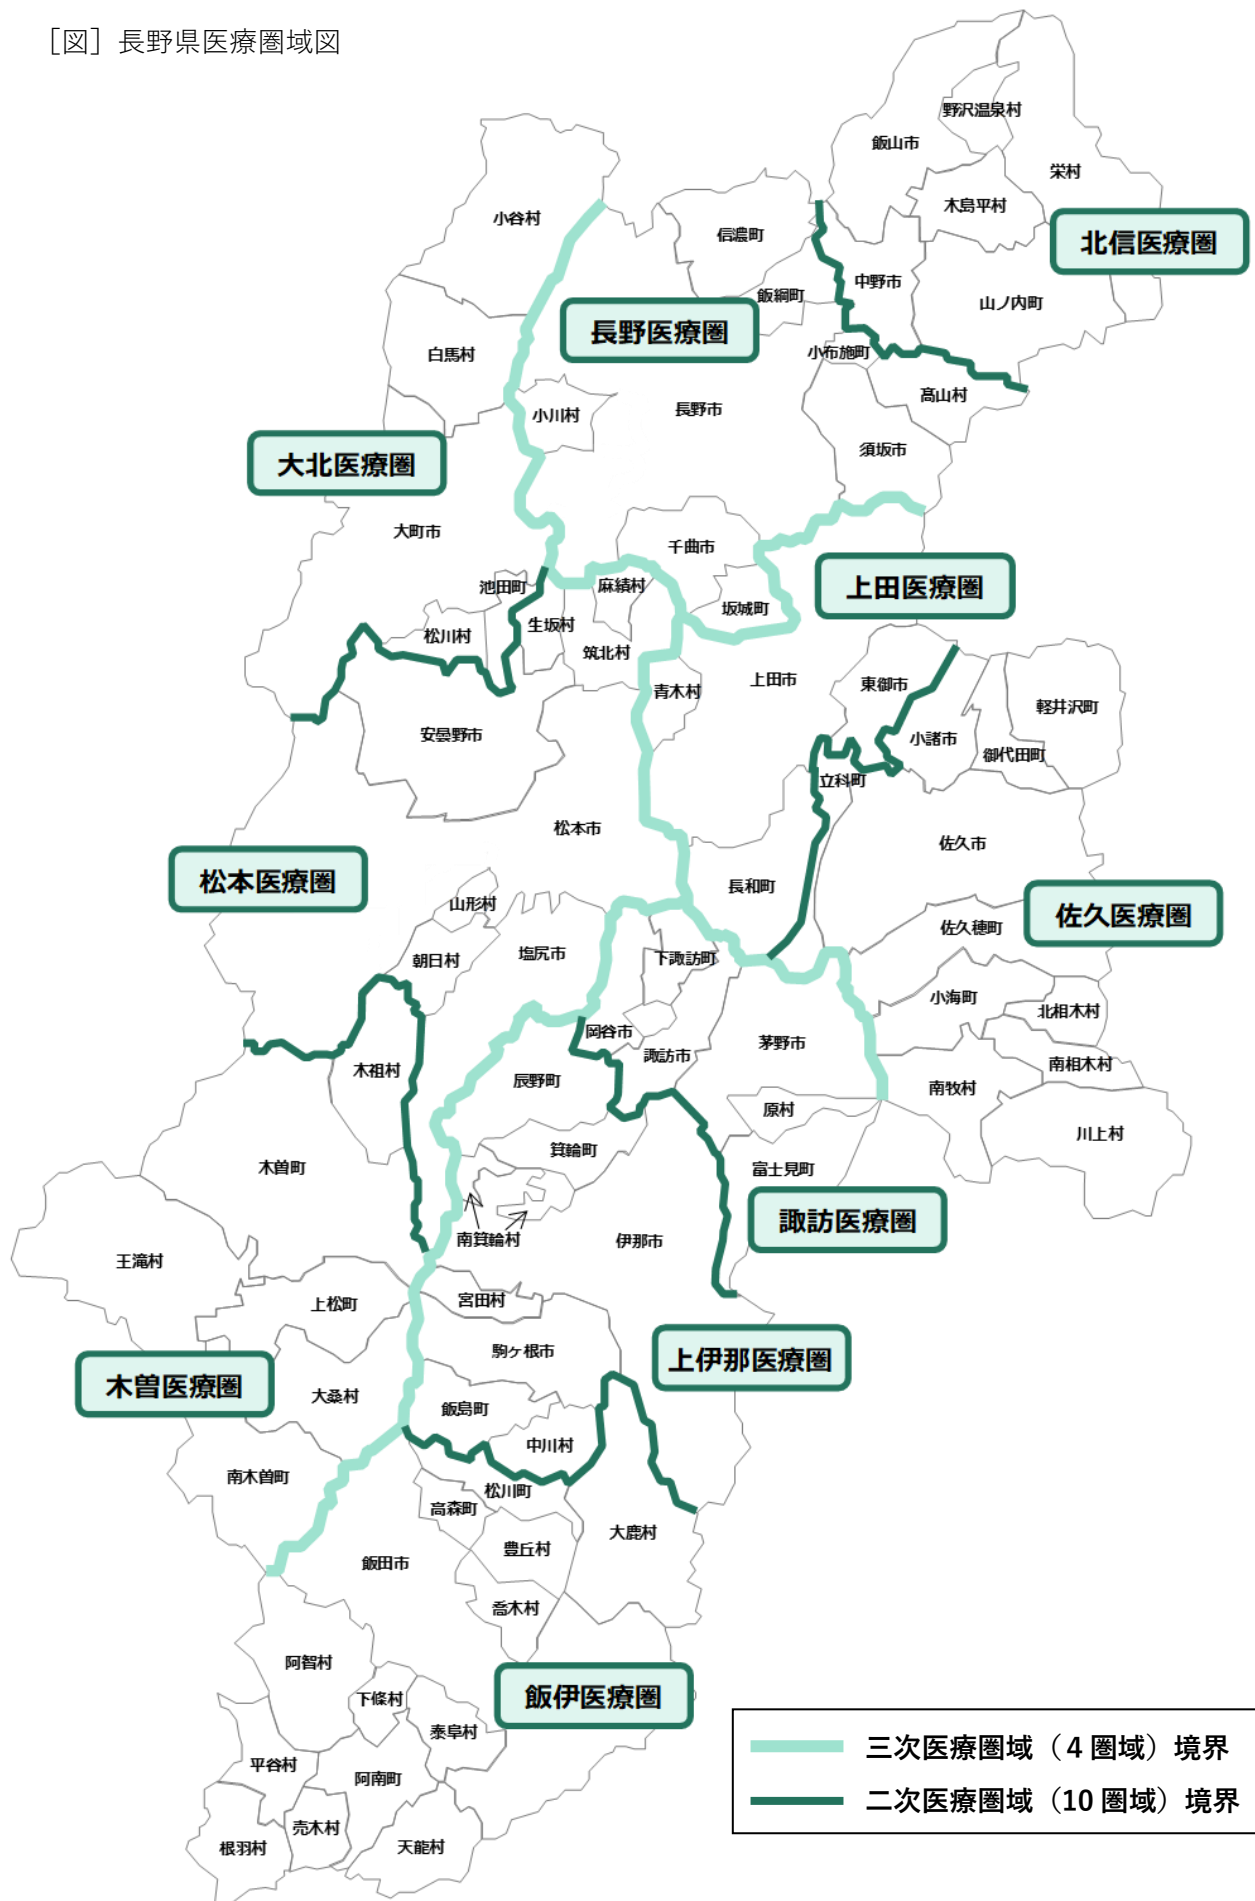 ［図］長野県医療圏域図
野沢温泉村
飯山市
栄村
木島平村
小谷村
信濃町
北信医療圏
中野市
飯綱町
山ノ内町
長野医療圏
白馬村
小布施町
髙山村
小川村
長野市
須坂市
大北医療圏
大町市
千曲市
池田町
麻績村
上田医療圏
坂城町
生坂村
松川村
筑北村
青木村
上田市
東御市
軽井沢町
安曇野市
小諸市
御代田町
立科町
松本市
佐久市
松本医療圏
長和町
山形村
佐久医療圏
佐久穂町
塩尻市
下諏訪町
朝日村
小海町
北相木村
岡谷市
茅野市
諏訪市
南相木村
木祖村
辰野町
南牧村
原村
川上村
箕輪町
木曽町
富士見町
諏訪医療圏
南箕輪村
伊那市
王滝村
宮田村
上松町
駒ヶ根市
上伊那医療圏
木曽医療圏
大桑村
飯島町
中川村
南木曽町
松川町
高森町
大鹿村
豊丘村
飯田市
喬木村
阿智村
下條村
飯伊医療圏
泰阜村
平谷村
阿南町
売木村
根羽村
天龍村
三次医療圏域（4 圏域）境界
二次医療圏域（10 圏域）境界